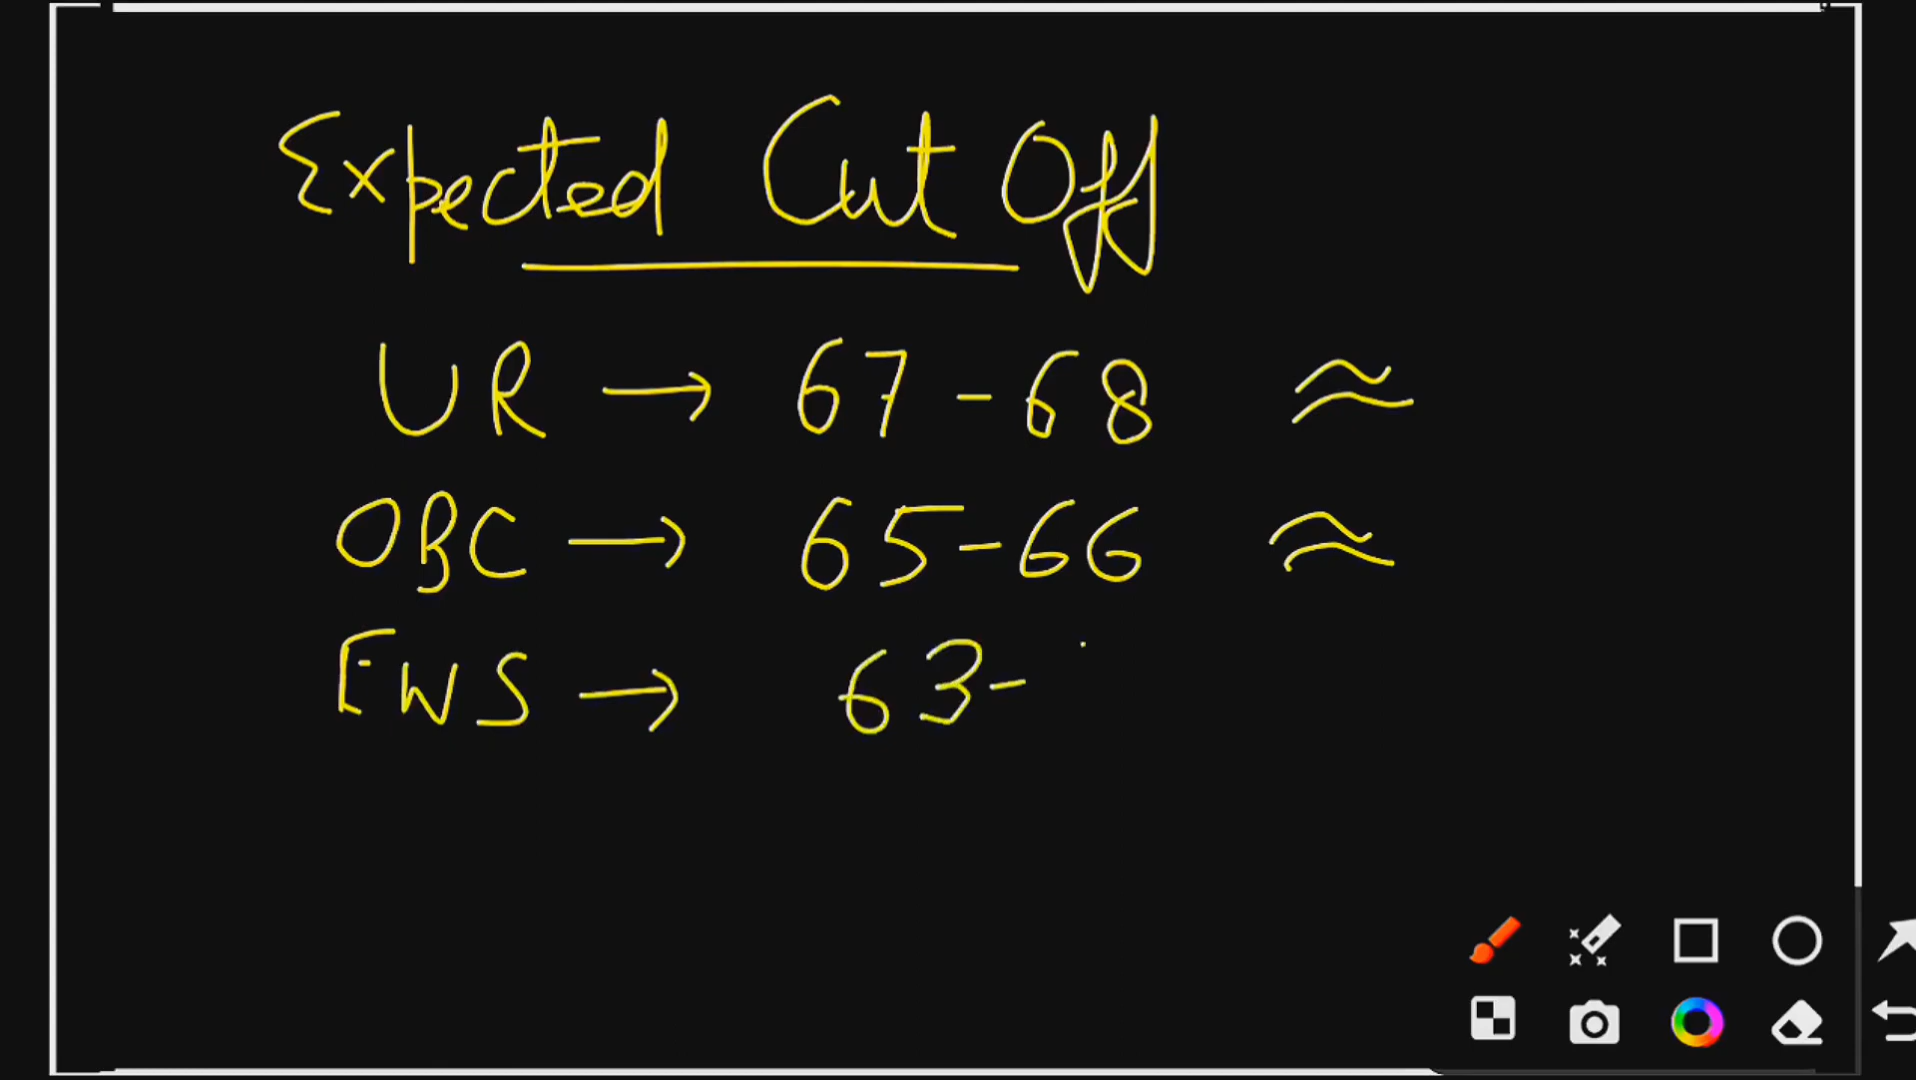 Expected Cut Off
UR → 67-68 ≈
OBC → 65-66 ≈
EWS → 63-